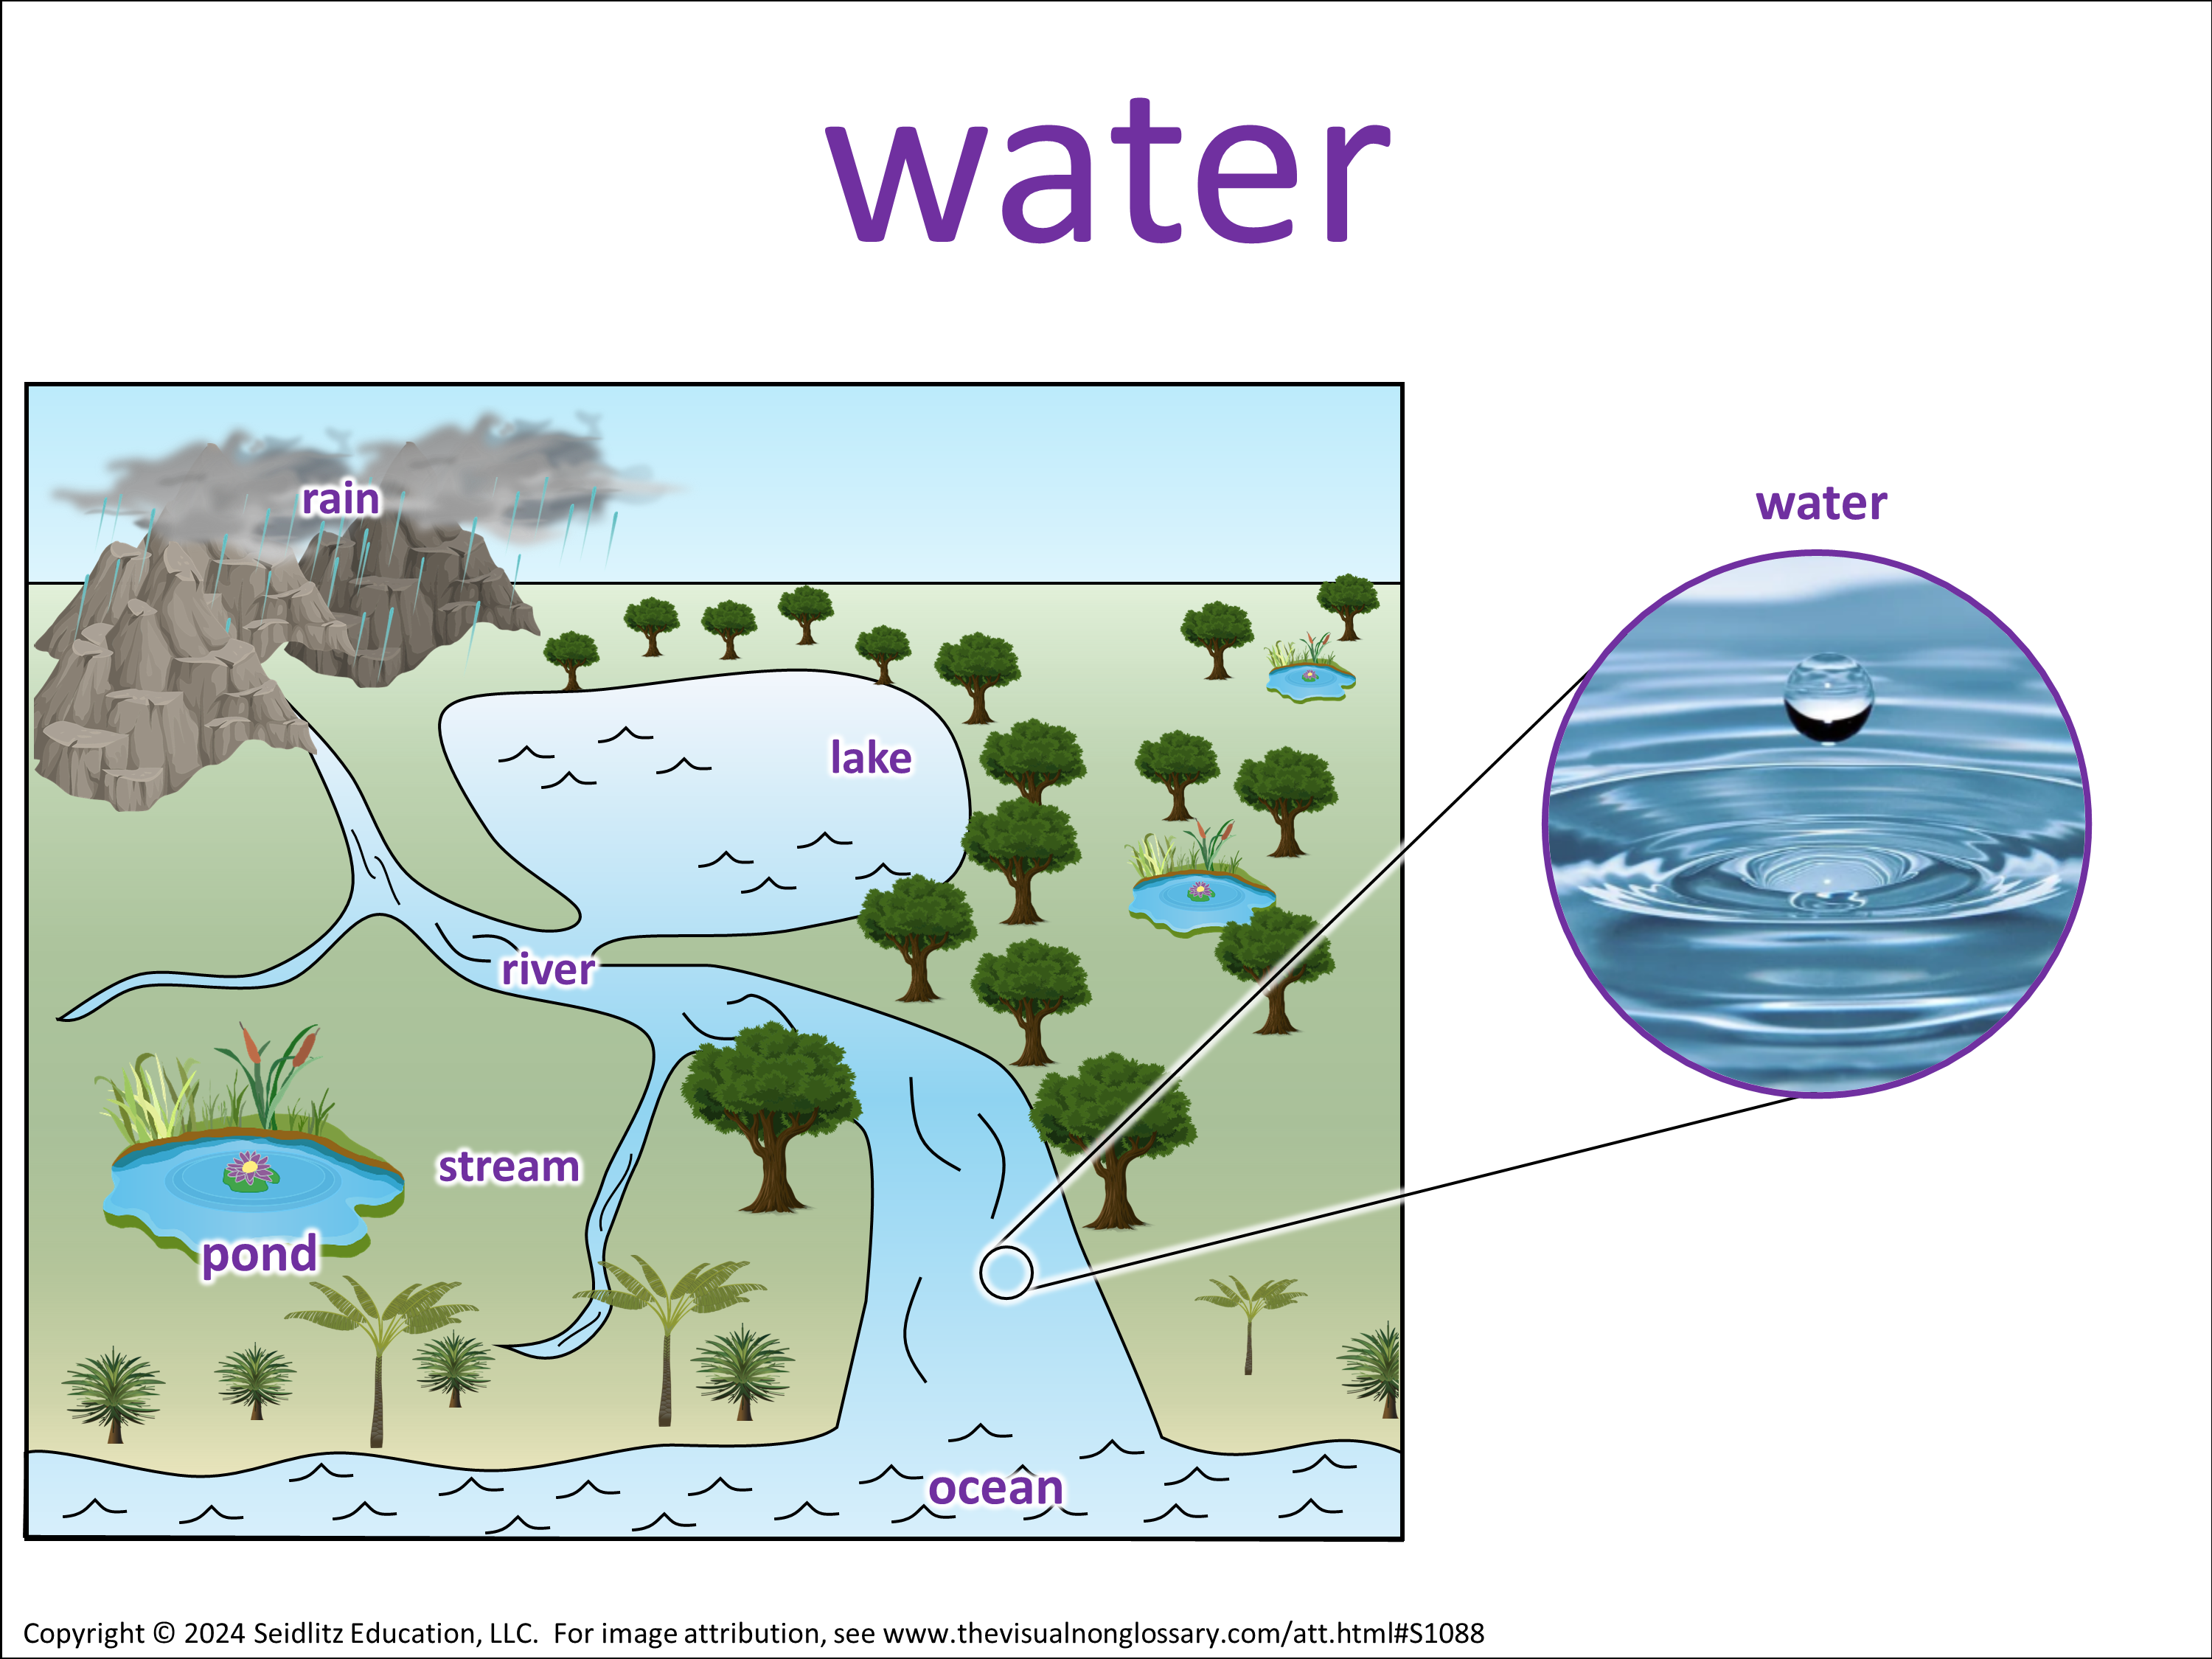 water
rain
water
lake
river
stream
pond
ocean
Copyright © 2024 Seidlitz Education, LLC.  For image attribution, see www.thevisualnonglossary.com/att.html#S1088